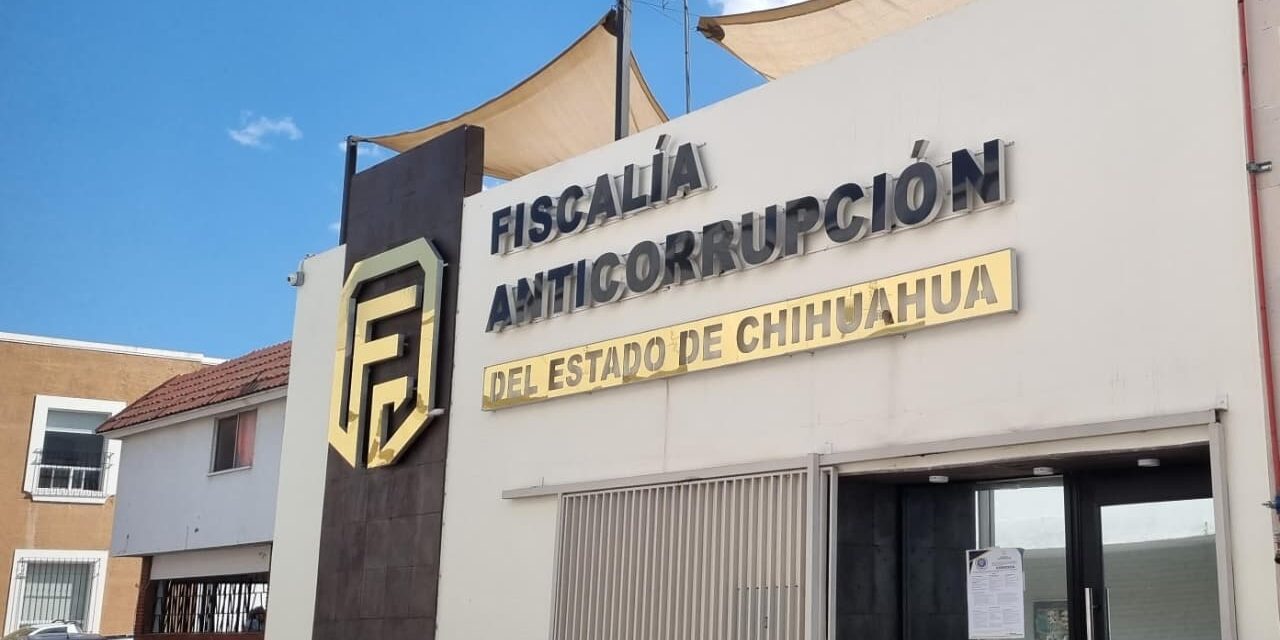 FISCALÍA
ANTICORRUPCIÓN
DEL ESTADO DE CHIHUAHUA